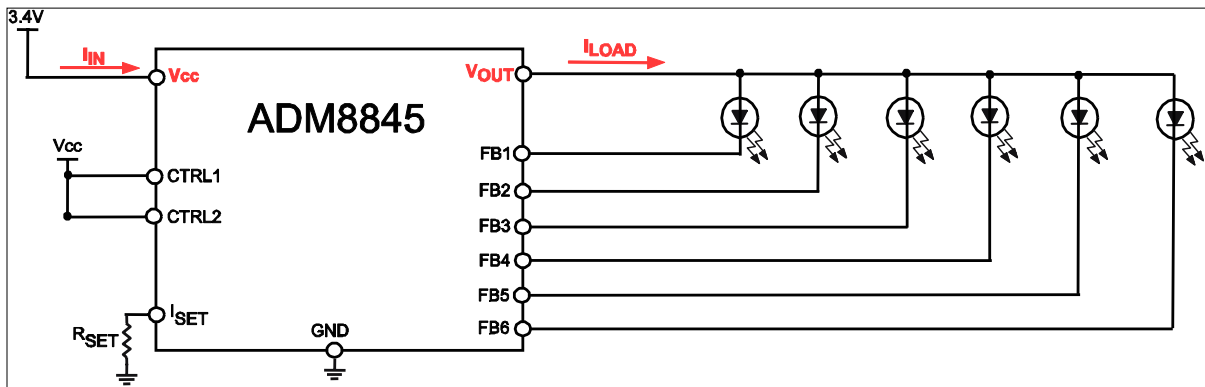 3.4V
IIN
ILOAD
Vcc
VOUT
ADM8845
Vcc
FB1
CTRL1
FB2
CTRL2
FB3
FB4
FB5
ISET
FB6
GND
RSET